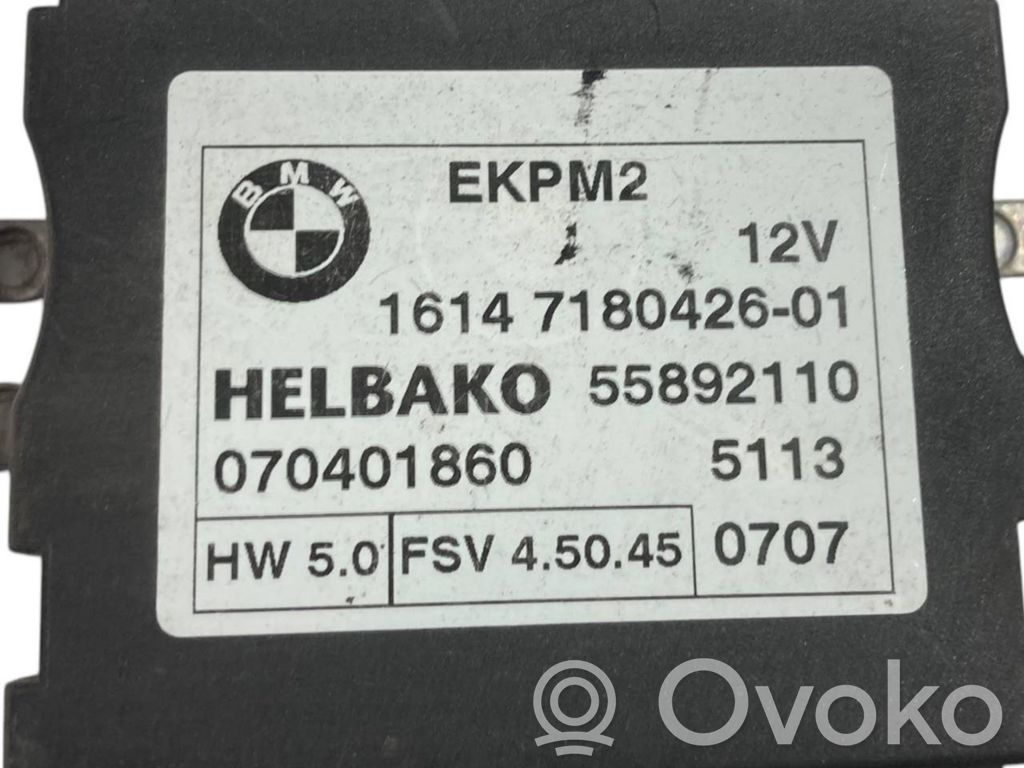 BMW
EKPM2
12V
1614 7180426-01
HELBAKO 55892110
070401860 5113
HW 5.0 FSV 4.50.45 0707
Ovoko